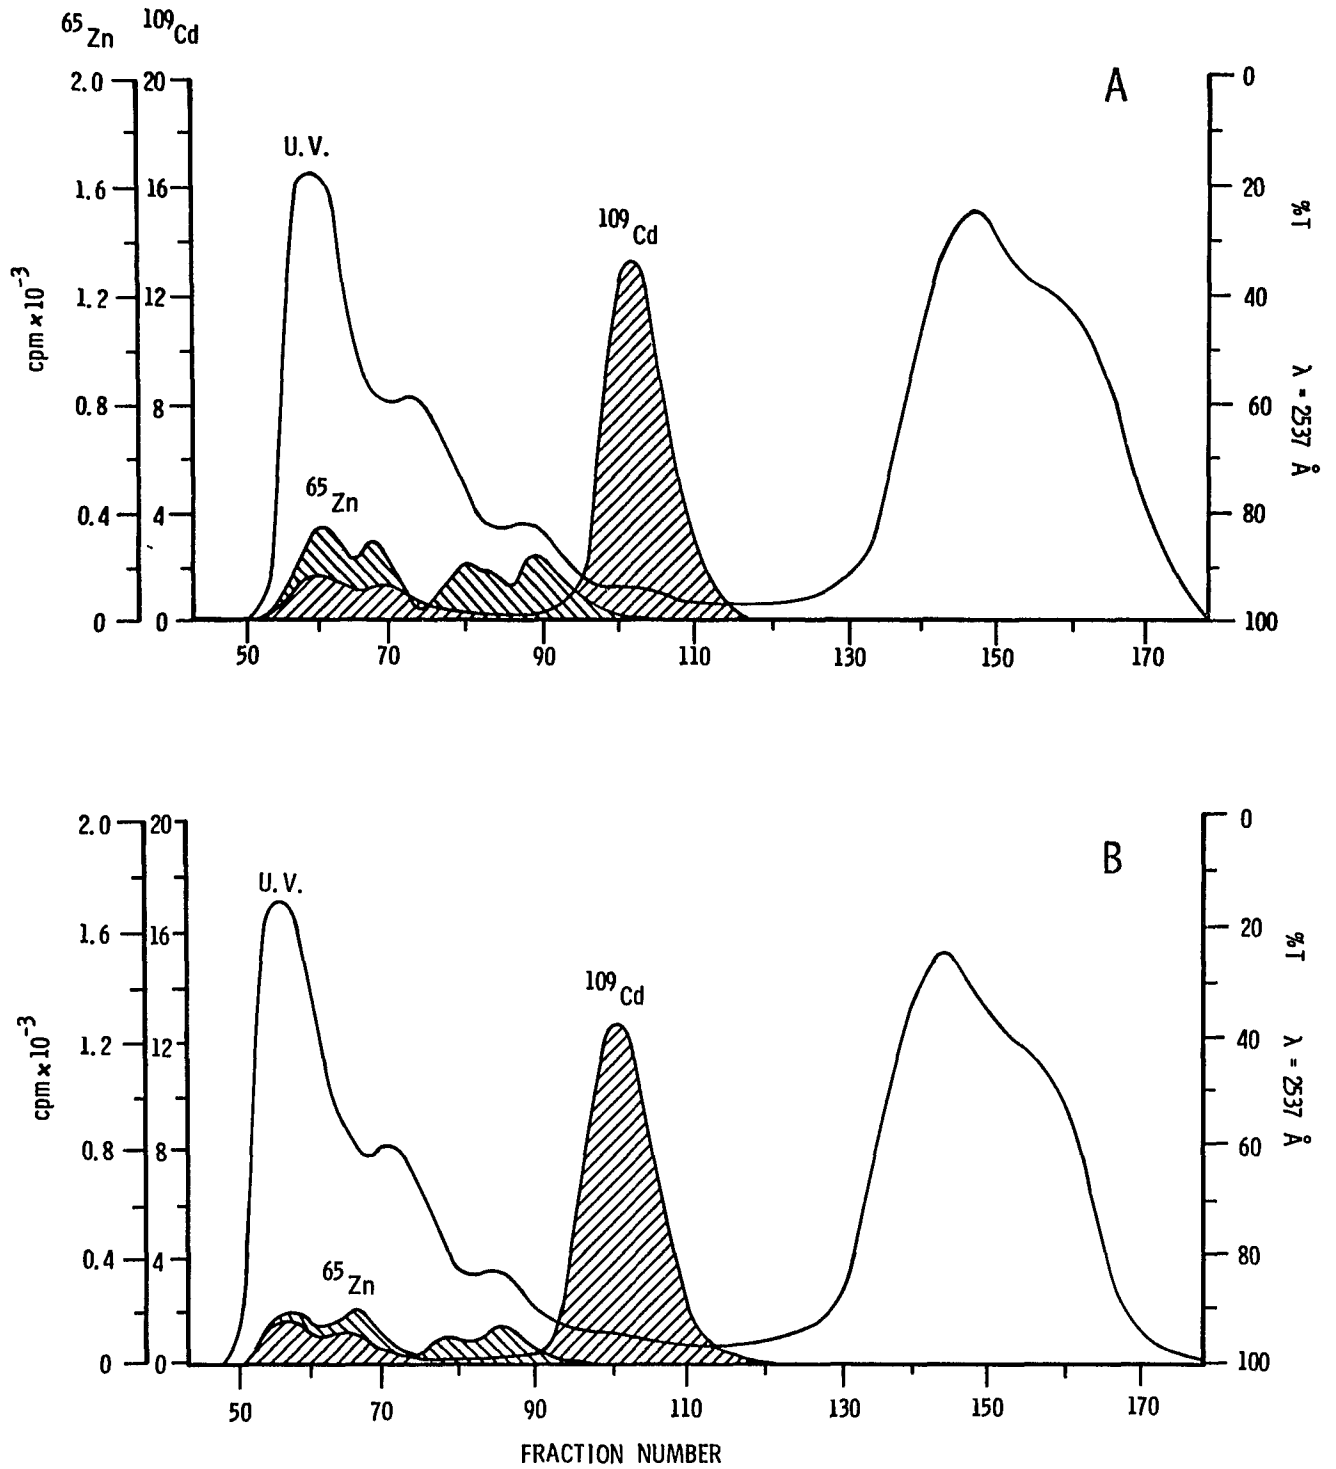 65Zn 109Cd
A
2.0 20 0
U.V.
1.6 16 20
%T
109Cd
cpm x 10-3
1.2 12 40
0.8 8 60
λ = 2537 Å
65Zn
0.4 4 80
0 0 100
50 70 90 110 130 150 170
B
2.0 20 0
U.V.
1.6 16 20
%T
109Cd
cpm x 10-3
1.2 12 40
0.8 8 60
λ = 2537 Å
65Zn
0.4 4 80
0 0 100
50 70 90 110 130 150 170
FRACTION NUMBER